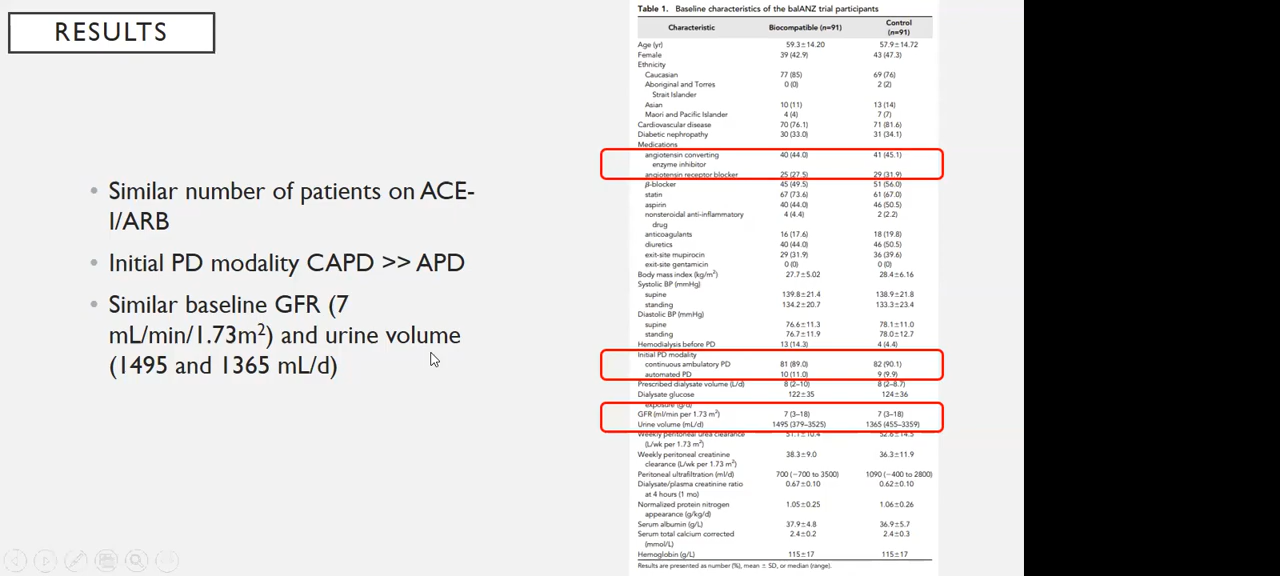 RESULTS
• Similar number of patients on ACE-
I/ARB
• Initial PD modality CAPD >> APD
• Similar baseline GFR (7
mL/min/1.73m²) and urine volume
(1495 and 1365 mL/d)
Table 1. Baseline characteristics of the balANZ trial participants
Characteristic Biocompatible (n=91) Control (n=91)
Age (yr) 59.3±14.20 57.9±14.72
Female 39 (42.9) 43 (47.3)
Ethnicity
Caucasian 77 (85) 69 (76)
Aboriginal and Torres 0 (0) 2 (2)
Strait Islander
Asian 10 (11) 13 (14)
Maori and Pacific Islander 4 (4) 7 (7)
Cardiovascular disease 70 (76.1) 71 (81.6)
Diabetic nephropathy 30 (33.0) 31 (34.1)
Medications
angiotensin converting 40 (44.0) 41 (45.1)
enzyme inhibitor
angiotensin receptor blocker 25 (27.5) 29 (31.9)
β-blocker 45 (49.5) 51 (56.0)
statin 67 (73.6) 61 (67.0)
aspirin 40 (44.0) 46 (50.5)
nonsteroidal anti-inflammatory 4 (4.4) 2 (2.2)
drug
anticoagulants 16 (17.6) 18 (19.8)
diuretics 40 (44.0) 46 (50.5)
exit-site mupirocin 29 (31.9) 36 (39.6)
exit-site gentamicin 0 (0) 0 (0)
Body mass index (kg/m²) 27.7±5.02 28.4±6.16
Systolic BP (mmHg)
supine 139.8±21.4 138.9±21.8
standing 134.2±20.7 133.3±23.4
Diastolic BP (mmHg)
supine 76.6±11.3 78.1±11.0
standing 76.7±11.9 78.0±12.7
Hemodialysis before PD 13 (14.3) 4 (4.4)
Initial PD modality
continuous ambulatory PD 81 (89.0) 82 (90.1)
automated PD 10 (11.0) 9 (9.9)
Prescribed dialysate volume (L/d) 8 (2–10) 8 (2–8.7)
Dialysate glucose 122±35 124±36
exposure (g/d)
GFR (ml/min per 1.73 m²) 7 (3–18) 7 (3–18)
Urine volume (mL/d) 1495 (379–3525) 1365 (455–3359)
Weekly peritoneal urea clearance 51.1±10.4 52.6±14.5
(L/wk per 1.73 m²)
Weekly peritoneal creatinine 38.3±9.0 36.3±11.9
clearance (L/wk per 1.73 m²)
Peritoneal ultrafiltration (ml/d) 700 (−700 to 3500) 1090 (−400 to 2800)
Dialysate/plasma creatinine ratio 0.67±0.10 0.62±0.10
at 4 hours (1 mo)
Normalized protein nitrogen 1.05±0.25 1.06±0.26
appearance (g/kg/d)
Serum albumin (g/L) 37.9±4.8 36.9±5.7
Serum total calcium corrected 2.4±0.2 2.4±0.3
(mmol/L)
Hemoglobin (g/L) 115±17 115±17
Results are presented as number (%), mean ± SD, or median (range).